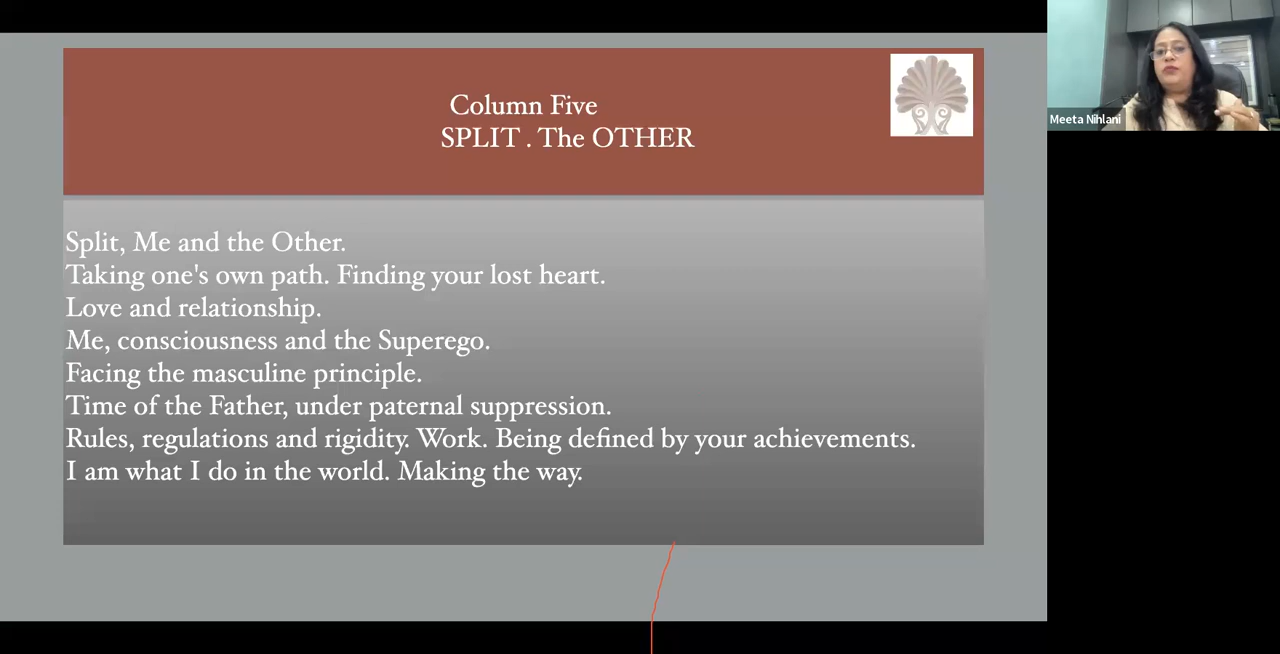 Column Five
SPLIT . The OTHER
Split, Me and the Other.
Taking one's own path. Finding your lost heart.
Love and relationship.
Me, consciousness and the Superego.
Facing the masculine principle.
Time of the Father, under paternal suppression.
Rules, regulations and rigidity. Work. Being defined by your achievements.
I am what I do in the world. Making the way.
Meeta Nihlani